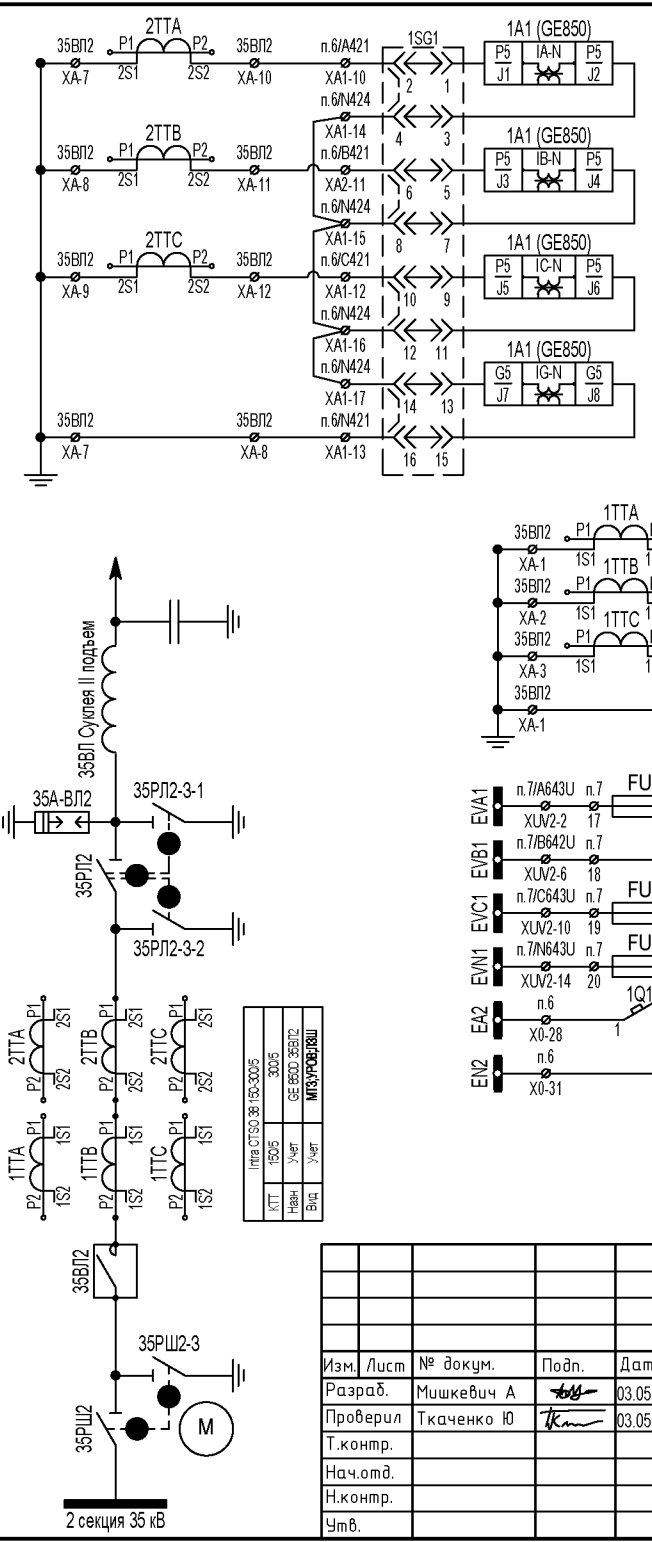 35ВЛ2 P1 2TTA P2 35ВЛ2 п.6/A421 1SG1 1A1 (GE850)
P5 IA-N P5
J1 J2
XA-7 2S1 2S2 XA-10 XA1-10 2 1
п.6/N424
XA1-14 4 3
35ВЛ2 P1 2TTB P2 35ВЛ2 п.6/B421 1A1 (GE850)
P5 IB-N P5
J3 J4
XA-8 2S1 2S2 XA-11 XA2-11 6 5
п.6/N424
XA1-15 8 7
35ВЛ2 P1 2TTC P2 35ВЛ2 п.6/C421 1A1 (GE850)
P5 IC-N P5
J5 J6
XA-9 2S1 2S2 XA-12 XA1-12 10 9
п.6/N424
XA1-16 12 11
п.6/N424 1A1 (GE850)
G5 IG-N G5
J7 J8
XA1-17 14 13
35ВЛ2 35ВЛ2 п.6/N421
XA-7 XA-8 XA1-13 16 15
1TTA
35ВЛ2 P1
XA-1 1S1
1TTB
35ВЛ2 P1
XA-2 1S1
1TTC
35ВЛ2 P1
XA-3 1S1
35ВЛ2
XA-1
35ВЛ Суклея II подъем
35А-ВЛ2
35РЛ2-3-1
35РЛ2
35РЛ2-3-2
EVA1 п.7/A643U п.7 FU
XUV2-2 17
EVB1 п.7/B642U п.7
XUV2-6 18
EVC1 п.7/C643U п.7 FU
XUV2-10 19
EVN1 п.7/N643U п.7 FU
XUV2-14 20
EA2 п.6 1 1Q1
X0-28
EN2 п.6
X0-31
2TTA P1 P2 2S1 2S2
2TTB P1 P2 2S1 2S2
2TTC P1 P2 2S1 2S2
1TTA P1 P2 1S1 1S2
1TTB P1 P2 1S1 1S2
1TTC P1 P2 1S1 1S2
Intra CTSO 38 150-300/5
КТТ 150/5 300/5
Назн Учет GE 850D 35ВЛ2
Вид Учет МТЗ;УРОВ;ДЗШ
35ВЛ2
35РШ2-3
35РШ2
M
2 секция 35 кВ
Изм. Лист № докум. Подп. Дат
Разраб. Мишкевич А 03.05
Проверил Ткаченко Ю 03.05
Т.контр.
Нач.отд.
Н.контр.
Утв.